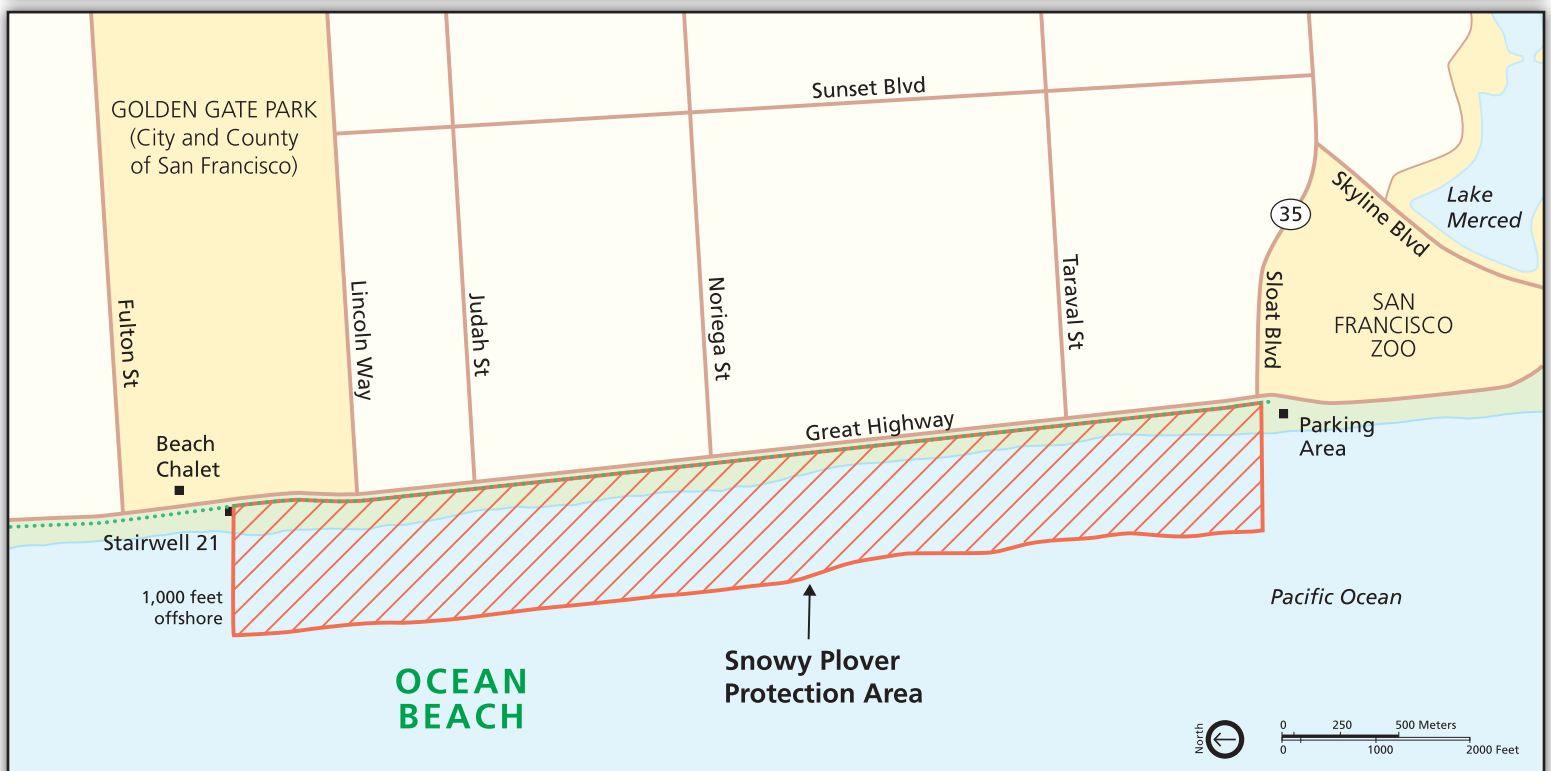 GOLDEN GATE PARK
(City and County
of San Francisco)
Sunset Blvd
Skyline Blvd
Lake
Merced
35
Fulton St
Lincoln Way
Judah St
Noriega St
Taraval St
Sloat Blvd
SAN
FRANCISCO
ZOO
Great Highway
Beach
Chalet
Parking
Area
Stairwell 21
1,000 feet
offshore
Pacific Ocean
Snowy Plover
Protection Area
OCEAN
BEACH
North
0 250 500 Meters
0 1000 2000 Feet